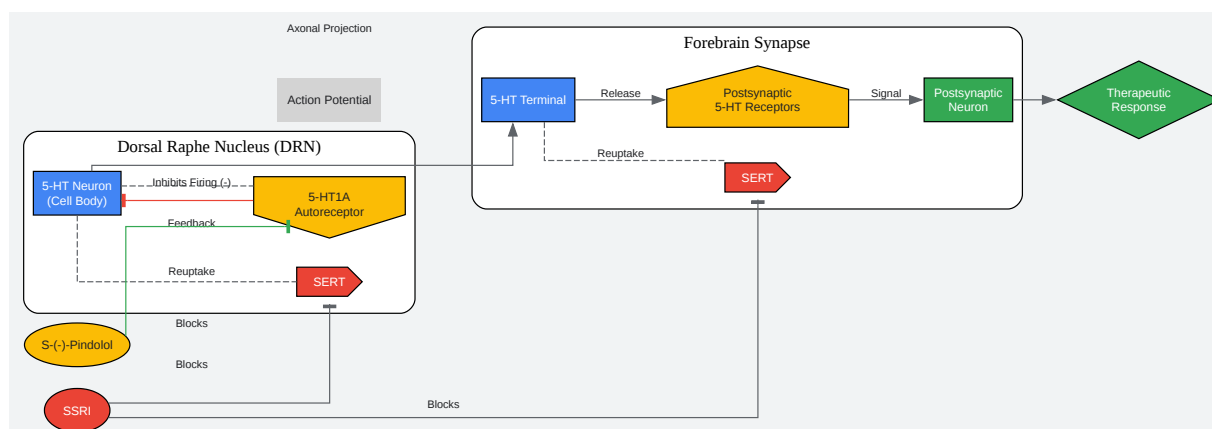 Axonal Projection
Forebrain Synapse
Action Potential
5-HT Terminal
Release
Postsynaptic
5-HT Receptors
Signal
Postsynaptic
Neuron
Therapeutic
Response
Dorsal Raphe Nucleus (DRN)
Reuptake
SERT
5-HT Neuron
(Cell Body)
Inhibits Firing (-)
5-HT1A
Autoreceptor
Feedback
Reuptake
SERT
Blocks
S-(-)-Pindolol
Blocks
SSRI
Blocks